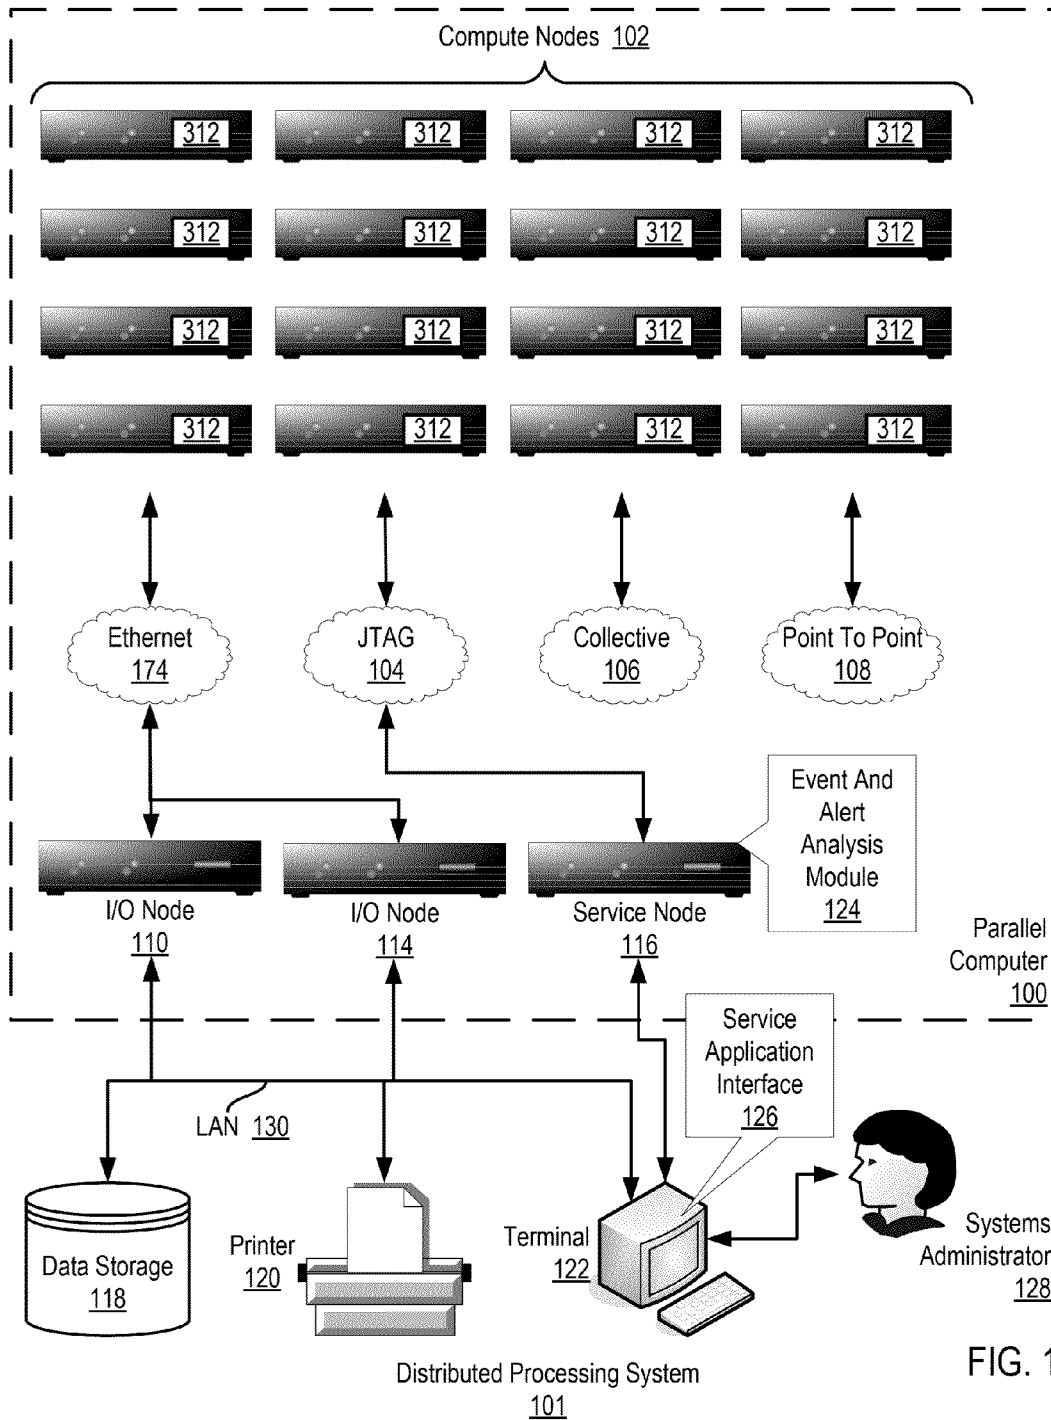 Compute Nodes 102
312 312 312 312
312 312 312 312
312 312 312 312
312 312 312 312
Ethernet
174
JTAG
104
Collective
106
Point To Point
108
Event And
Alert
Analysis
Module
124
I/O Node
110
I/O Node
114
Service Node
116
Parallel
Computer
100
Service
Application
Interface
126
LAN 130
Data Storage
118
Printer
120
Terminal
122
Systems
Administrator
128
Distributed Processing System
101
FIG. 1